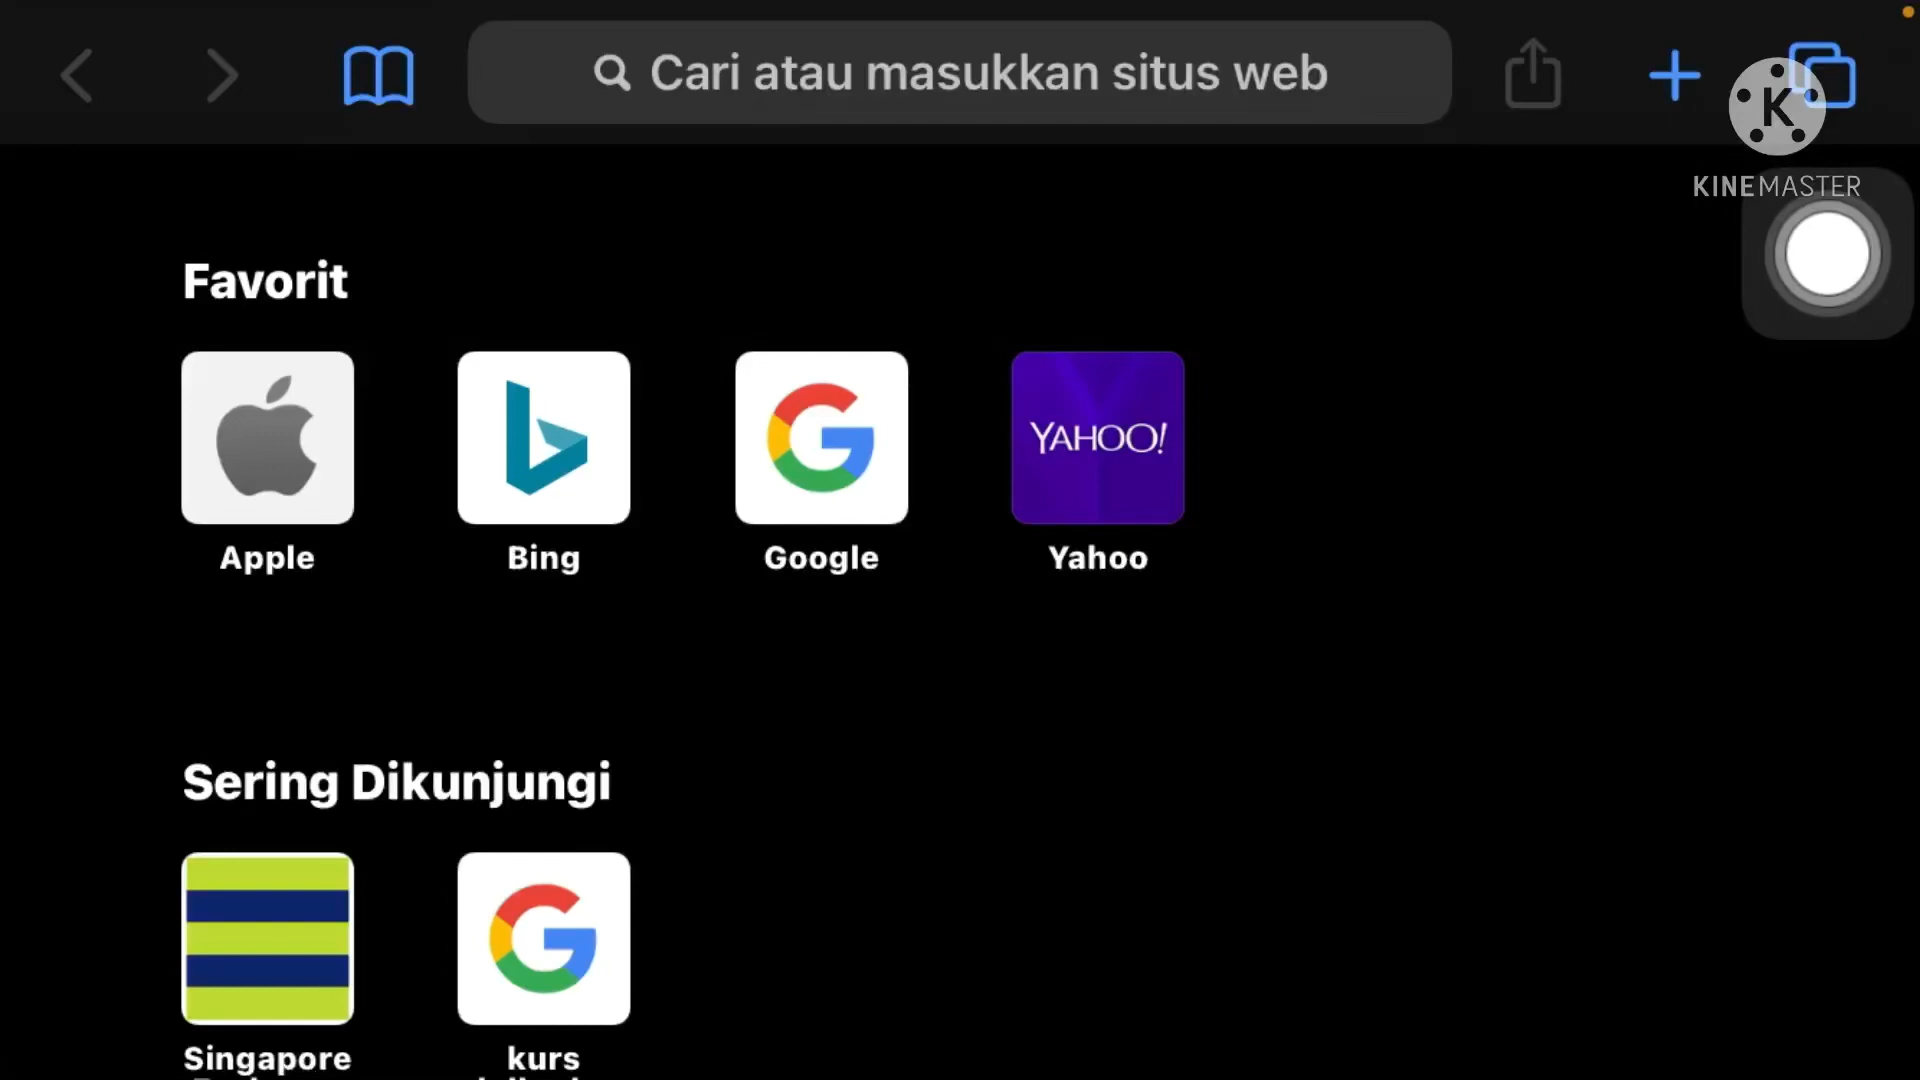 Cari atau masukkan situs web
K
KINEMASTER
Favorit
YAHOO!
Apple
Bing
Google
Yahoo
Sering Dikunjungi
Singapore
kurs